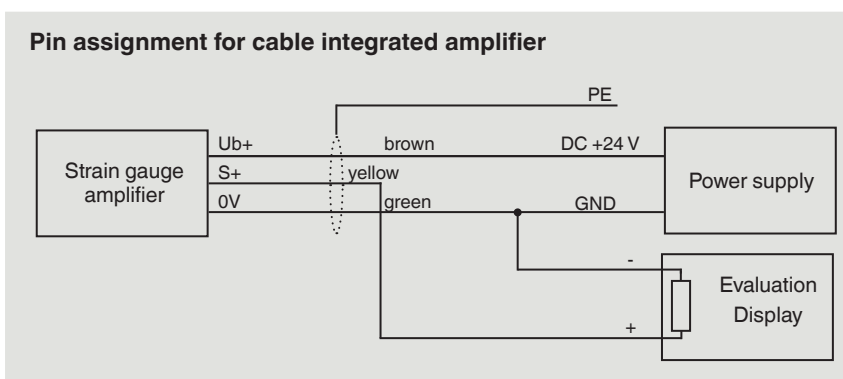 Pin assignment for cable integrated amplifier
PE
Ub+ brown DC +24 V
Strain gauge
amplifier
S+ yellow
Power supply
0V green GND
-
Evaluation
Display
+